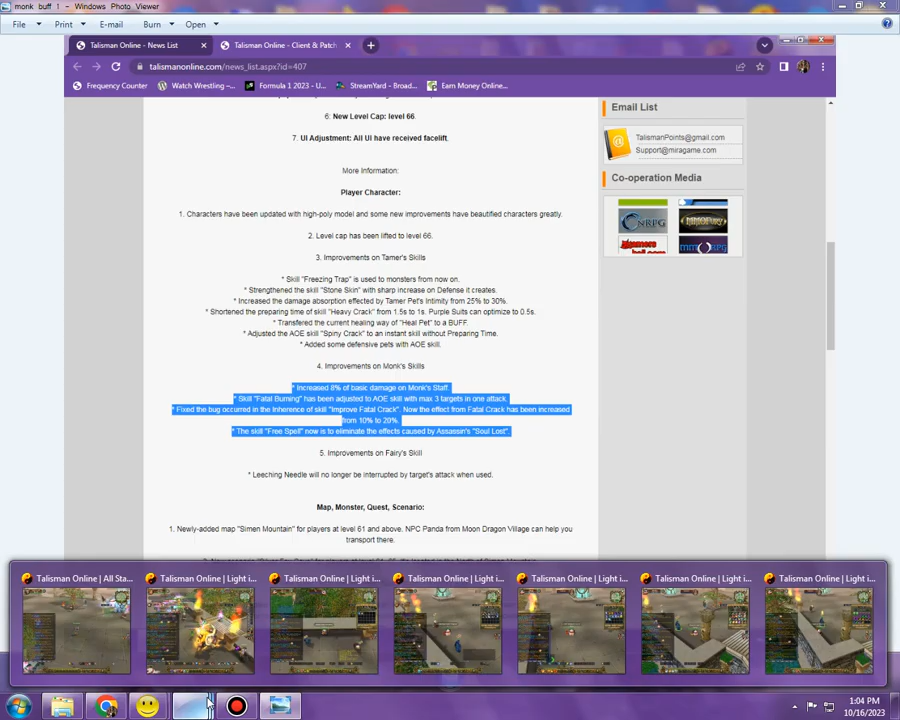 monk buff ! - Windows Photo Viewer
File Print E-mail Burn Open
Talisman Online - News List
Talisman Online - Client & Patch
talismanonline.com/news_list.aspx?id=407
Frequency Counter
Watch Wrestling –...
Formula 1 2023 - U...
StreamYard – Broad...
Earn Money Online...
6: New Level Cap: level 66.
7. UI Adjustment: All UI have received facelift.
More Information:
Player Character:
1. Characters have been updated with high-poly model and some new improvements have beautified characters greatly.
2. Level cap has been lifted to level 66.
3. Improvements on Tamer's Skills
* Skill "Freezing Trap" is used to monsters from now on.
* Strengthened the skill "Stone Skin" with sharp increase on Defense it creates.
* Increased the damage absorption effected by Tamer Pet's Intimity from 25% to 30%.
* Shortened the preparing time of skill "Heavy Crack" from 1.5s to 1s. Purple Suits can optimize to 0.5s.
* Transfered the current healing way of "Heal Pet" to a BUFF.
* Adjusted the AOE skill "Spiny Crack" to an instant skill without Preparing Time.
* Added some defensive pets with AOE skill.
4. Improvements on Monk's Skills
* Increased 8% of basic damage on Monk's Staff.
* Skill "Fatal Burning" has been adjusted to AOE skill with max 3 targets in one attack.
* Fixed the bug occurred in the Inherence of skill "Improve Fatal Crack". Now the effect from Fatal Crack has been increased
from 10% to 20%.
* The skill "Free Spell" now is to eliminate the effects caused by Assassin's "Soul Lost".
5. Improvements on Fairy's Skill
* Leeching Needle will no longer be interrupted by target's attack when used.
Map, Monster, Quest, Scenario:
1. Newly-added map "Simen Mountain" for players at level 61 and above. NPC Panda from Moon Dragon Village can help you
transport there.
Email List
TalismanPoints@gmail.com
Support@miragame.com
Co-operation Media
ONRPG
MMORPG
Talisman Online | All Sta...
Talisman Online | Light i...
Talisman Online | Light i...
Talisman Online | Light i...
Talisman Online | Light i...
Talisman Online | Light i...
Talisman Online | Light i...
1:04 PM
10/16/2023